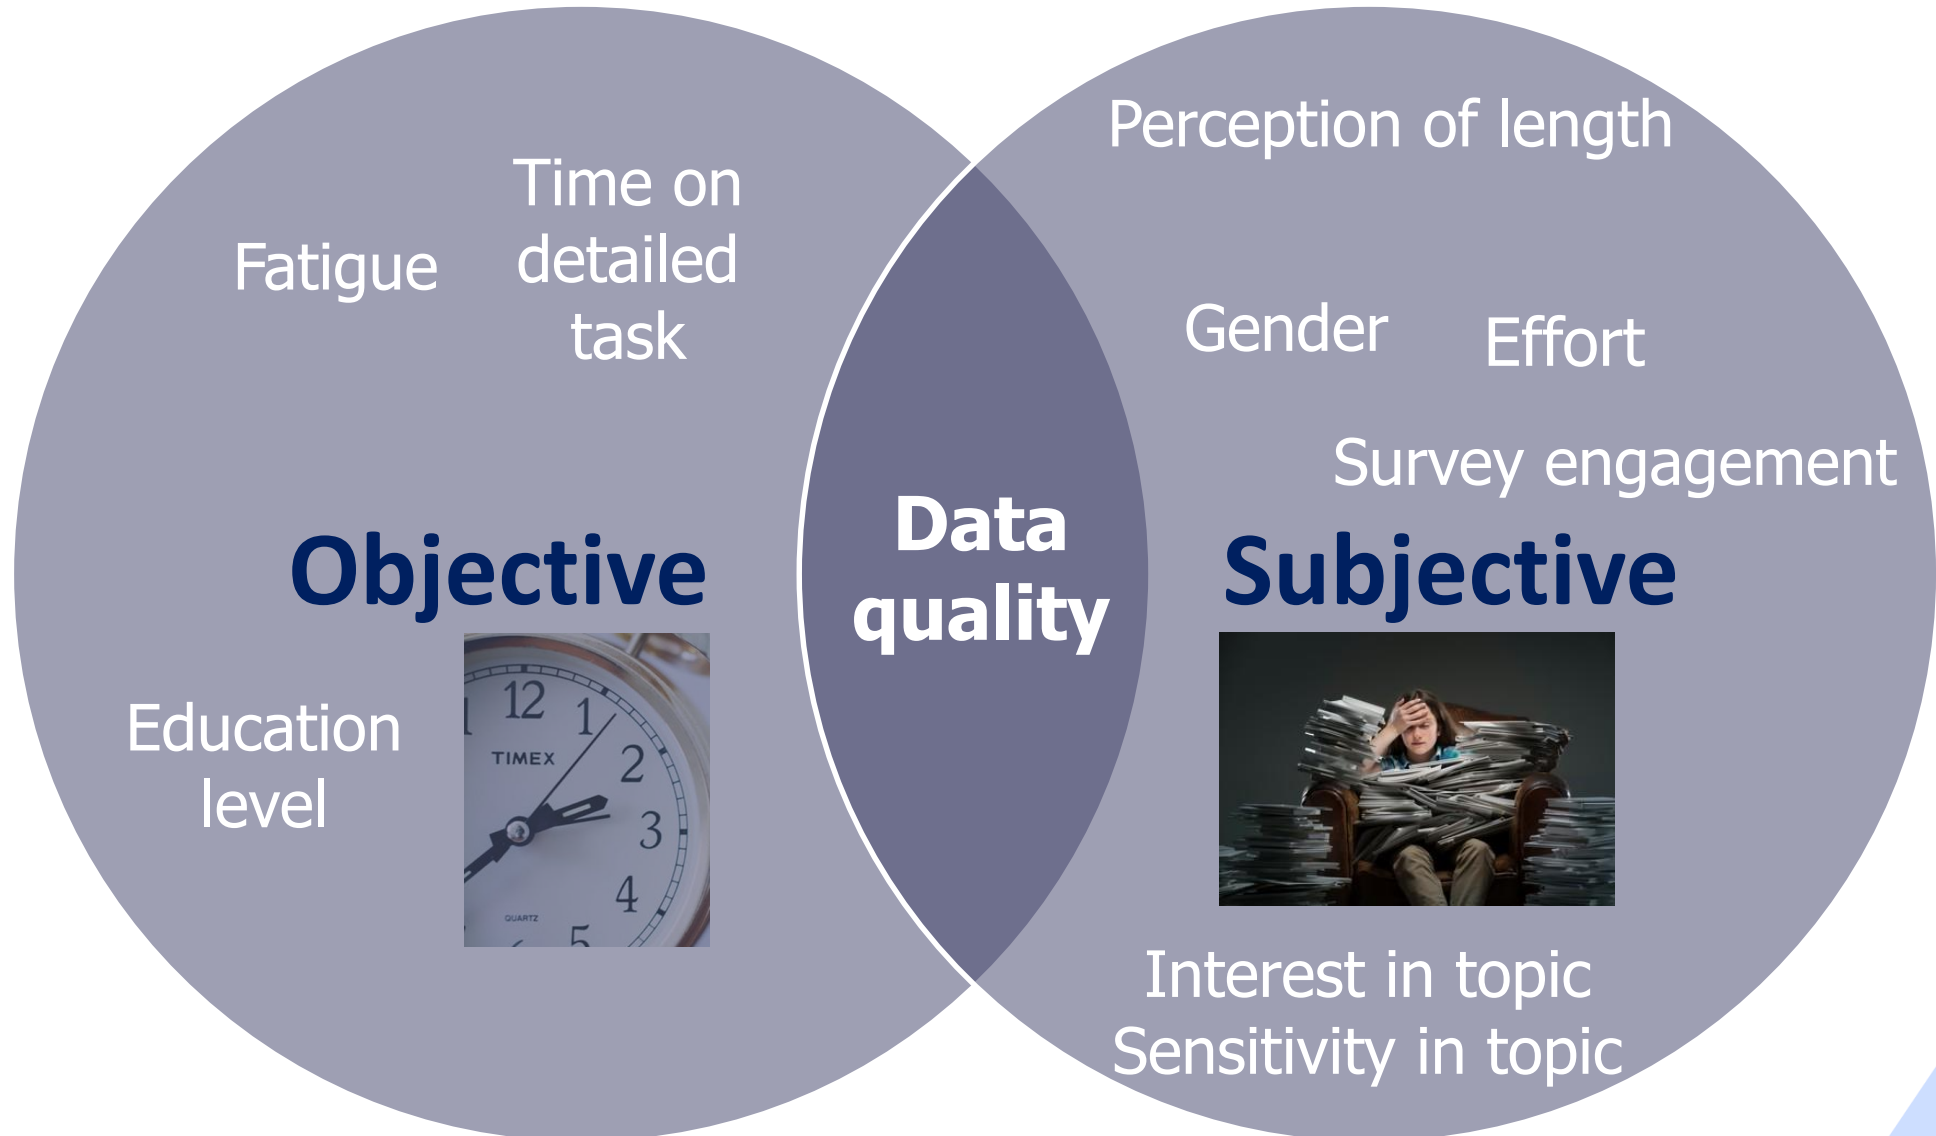 Fatigue
Time on
detailed
task
Objective
Education
level
12
1
TIMEX
2
3
4
QUARTZ
5
Data
quality
Perception of length
Gender
Effort
Survey engagement
Subjective
Interest in topic
Sensitivity in topic